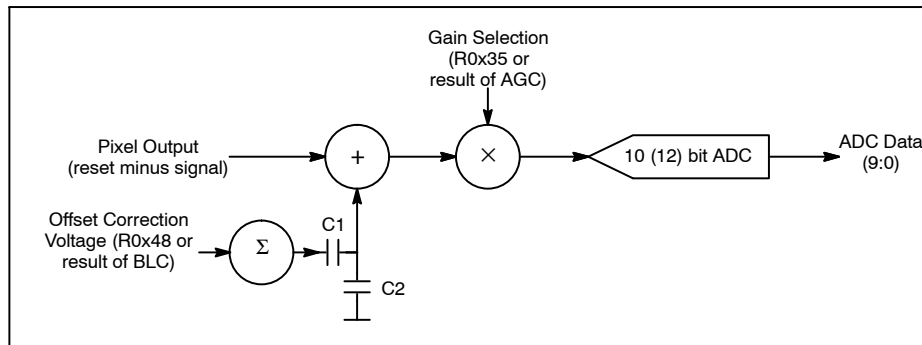 Gain Selection
(R0x35 or
result of AGC)
Pixel Output
(reset minus signal)
+
×
10 (12) bit ADC
ADC Data
(9:0)
Offset Correction
Voltage (R0x48 or
result of BLC)
Σ
C1
C2